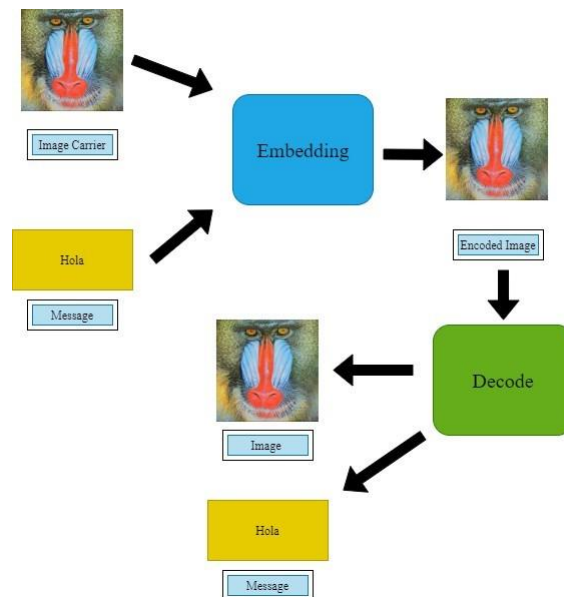 Image Carrier
Embedding
Hola
Message
Encoded Image
Decode
Image
Hola
Message